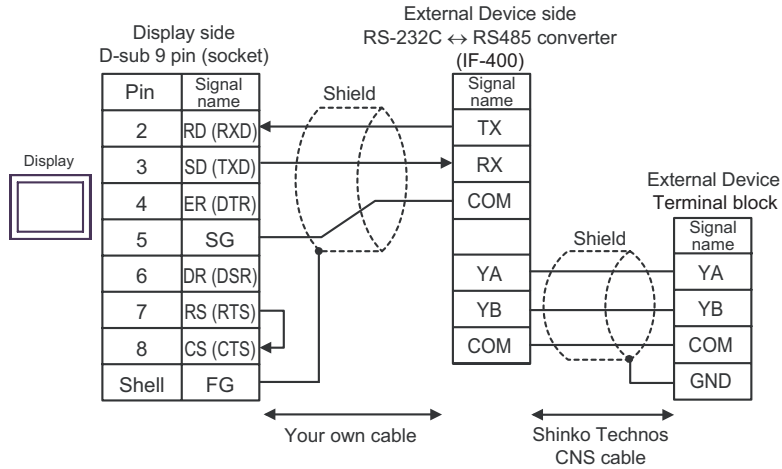 External Device side
RS-232C ↔ RS485 converter
(IF-400)
Display side
D-sub 9 pin (socket)
Display
Pin Signal name
2 RD (RXD)
3 SD (TXD)
4 ER (DTR)
5 SG
6 DR (DSR)
7 RS (RTS)
8 CS (CTS)
Shell FG
Shield
Signal name
TX
RX
COM
YA
YB
COM
Shield
External Device
Terminal block
Signal name
YA
YB
COM
GND
Your own cable
Shinko Technos
CNS cable